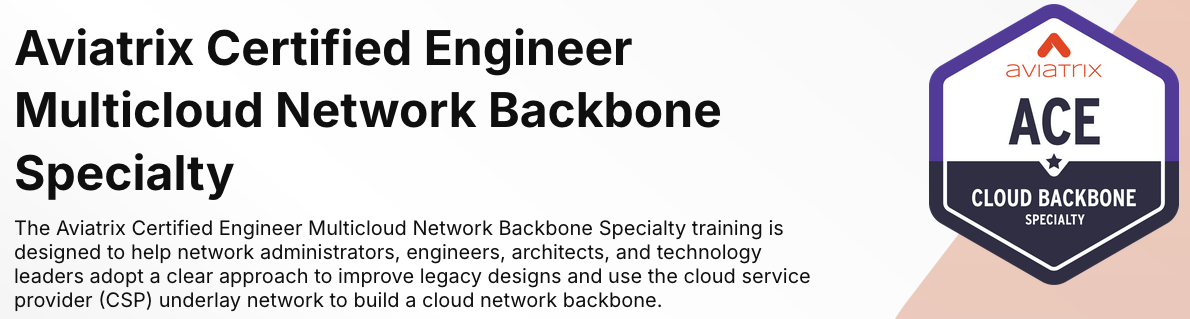 Aviatrix Certified Engineer
Multicloud Network Backbone
Specialty
The Aviatrix Certified Engineer Multicloud Network Backbone Specialty training is
designed to help network administrators, engineers, architects, and technology
leaders adopt a clear approach to improve legacy designs and use the cloud service
provider (CSP) underlay network to build a cloud network backbone.
aviatrix
ACE
CLOUD BACKBONE
SPECIALTY